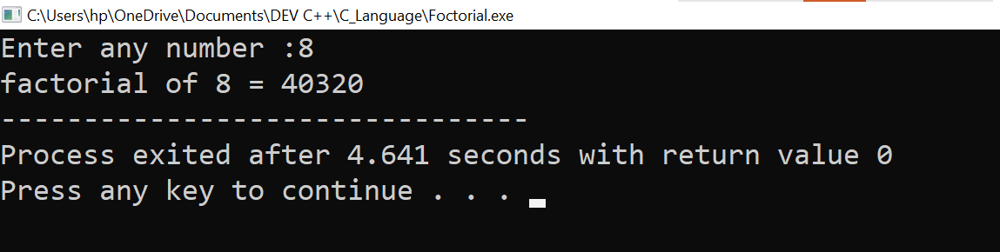 C:\Users\hp\OneDrive\Documents\DEV C++\C_Language\Foctorial.exe
Enter any number :8
factorial of 8 = 40320
--------------------------------
Process exited after 4.641 seconds with return value 0
Press any key to continue . . .